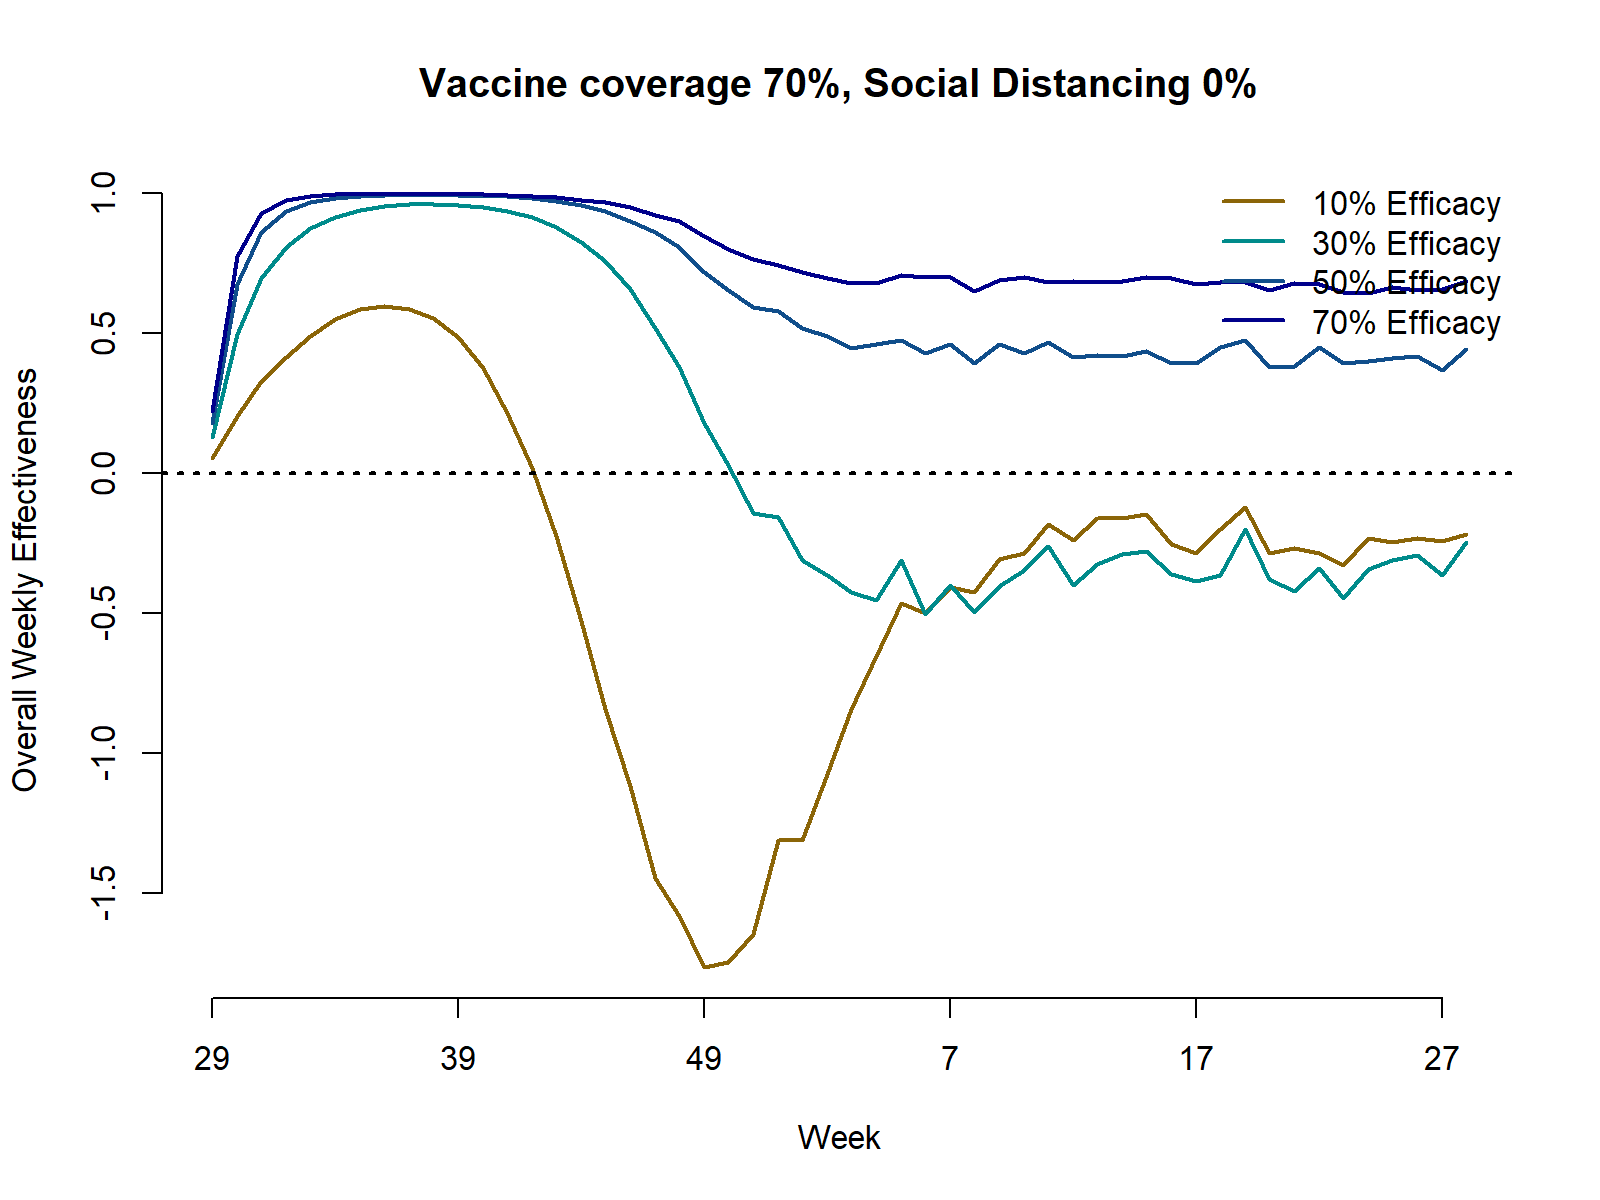 Vaccine coverage 70%, Social Distancing 0%
10% Efficacy
30% Efficacy
50% Efficacy
70% Efficacy
Overall Weekly Effectiveness
1.0
0.5
0.0
-0.5
-1.0
-1.5
29 39 49 7 17 27
Week